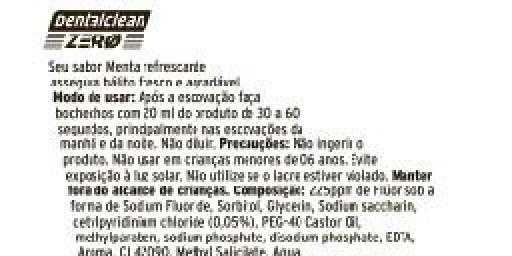 Dentalclean
ZERØ
Seu sabor Menta refrescante
assegura hálito fresco e agradável
Modo de usar: Após a escovação faça
bochechos com 20 ml do produto de 30 a 60
segundos, principalmente nas escovações da
manhã e da noite. Não diluir. Precauções: Não ingerir o
produto. Não usar em crianças menores de 06 anos. Evite
exposição à luz solar. Não utilize se o lacre estiver violado. Manter
fora do alcance de crianças. Composição: 225ppm de Flúor sob a
forma de Sodium Fluoride, Sorbitol, Glycerin, Sodium saccharin,
cetylpyridinium chloride (0,05%), PEG-40 Castor Oil,
methylparaben, sodium phosphate, disodium phosphate, EDTA,
Aroma, CI 42090, Methyl Salicilate, Aqua